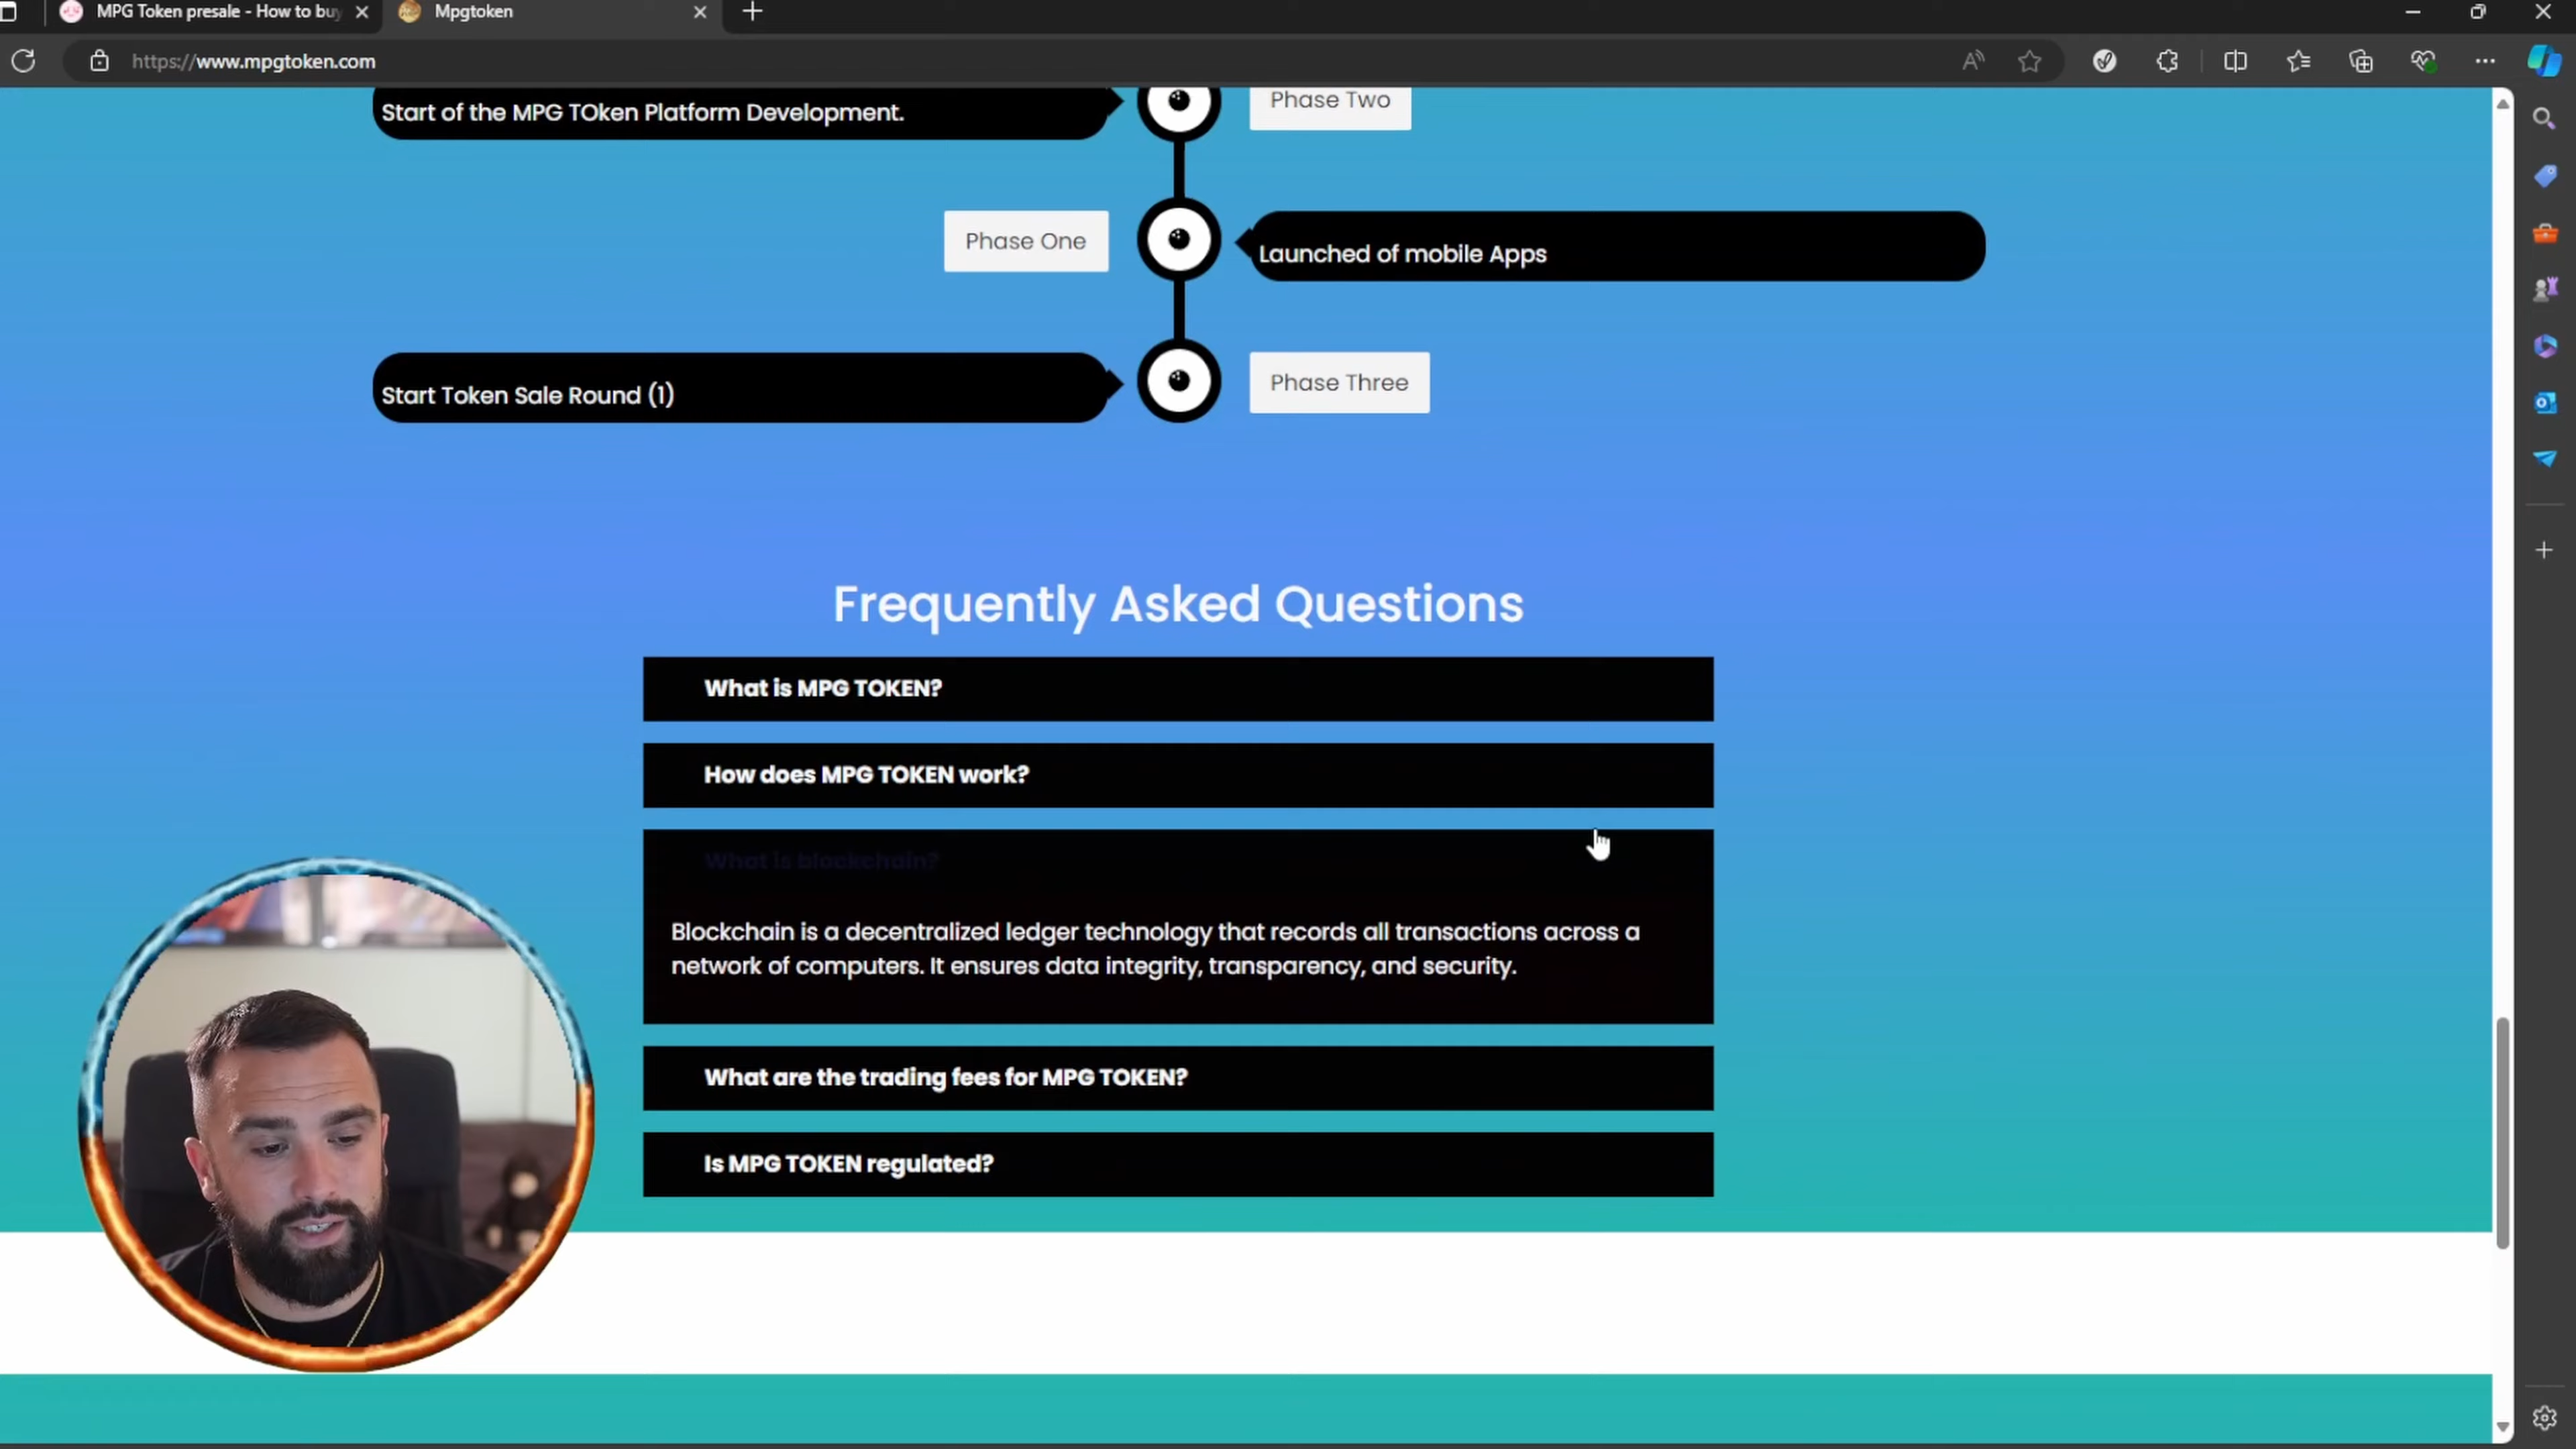 MPG Token presale - How to buy
Mpgtoken
https://www.mpgtoken.com
Start of the MPG TOken Platform Development.
Phase Two
Phase One
Launched of mobile Apps
Start Token Sale Round (1)
Phase Three
Frequently Asked Questions
What is MPG TOKEN?
How does MPG TOKEN work?
What is blockchain?
Blockchain is a decentralized ledger technology that records all transactions across a
network of computers. It ensures data integrity, transparency, and security.
What are the trading fees for MPG TOKEN?
Is MPG TOKEN regulated?